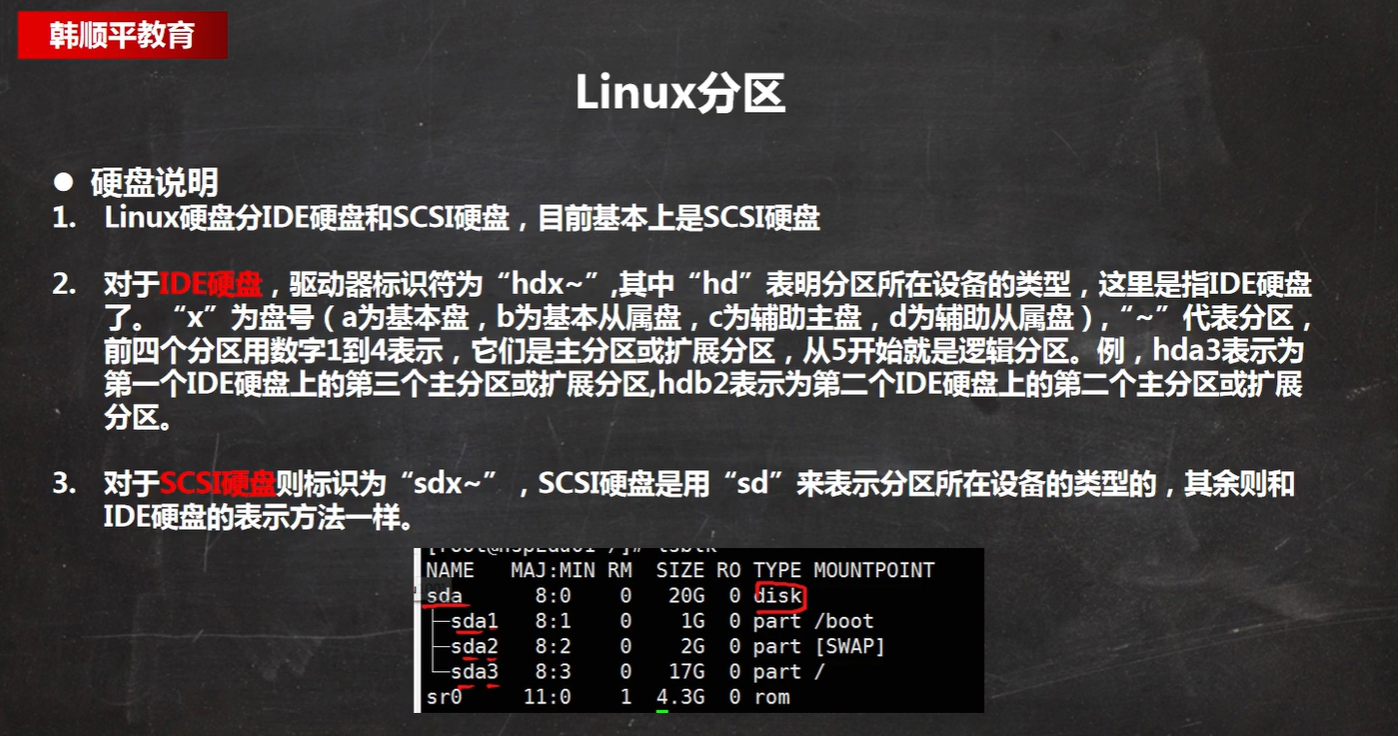 韩顺平教育
Linux分区
● 硬盘说明
1. Linux硬盘分IDE硬盘和SCSI硬盘，目前基本上是SCSI硬盘
2. 对于IDE硬盘，驱动器标识符为“hdx~”,其中“hd”表明分区所在设备的类型，这里是指IDE硬盘
了。“x”为盘号（a为基本盘，b为基本从属盘，c为辅助主盘，d为辅助从属盘）,“~”代表分区，
前四个分区用数字1到4表示，它们是主分区或扩展分区，从5开始就是逻辑分区。例，hda3表示为
第一个IDE硬盘上的第三个主分区或扩展分区,hdb2表示为第二个IDE硬盘上的第二个主分区或扩展
分区。
3. 对于SCSI硬盘则标识为“sdx~”，SCSI硬盘是用“sd”来表示分区所在设备的类型的，其余则和
IDE硬盘的表示方法一样。
NAME MAJ:MIN RM SIZE RO TYPE MOUNTPOINT
sda 8:0 0 20G 0 disk
├─sda1 8:1 0 1G 0 part /boot
├─sda2 8:2 0 2G 0 part [SWAP]
└─sda3 8:3 0 17G 0 part /
sr0 11:0 1 4.3G 0 rom